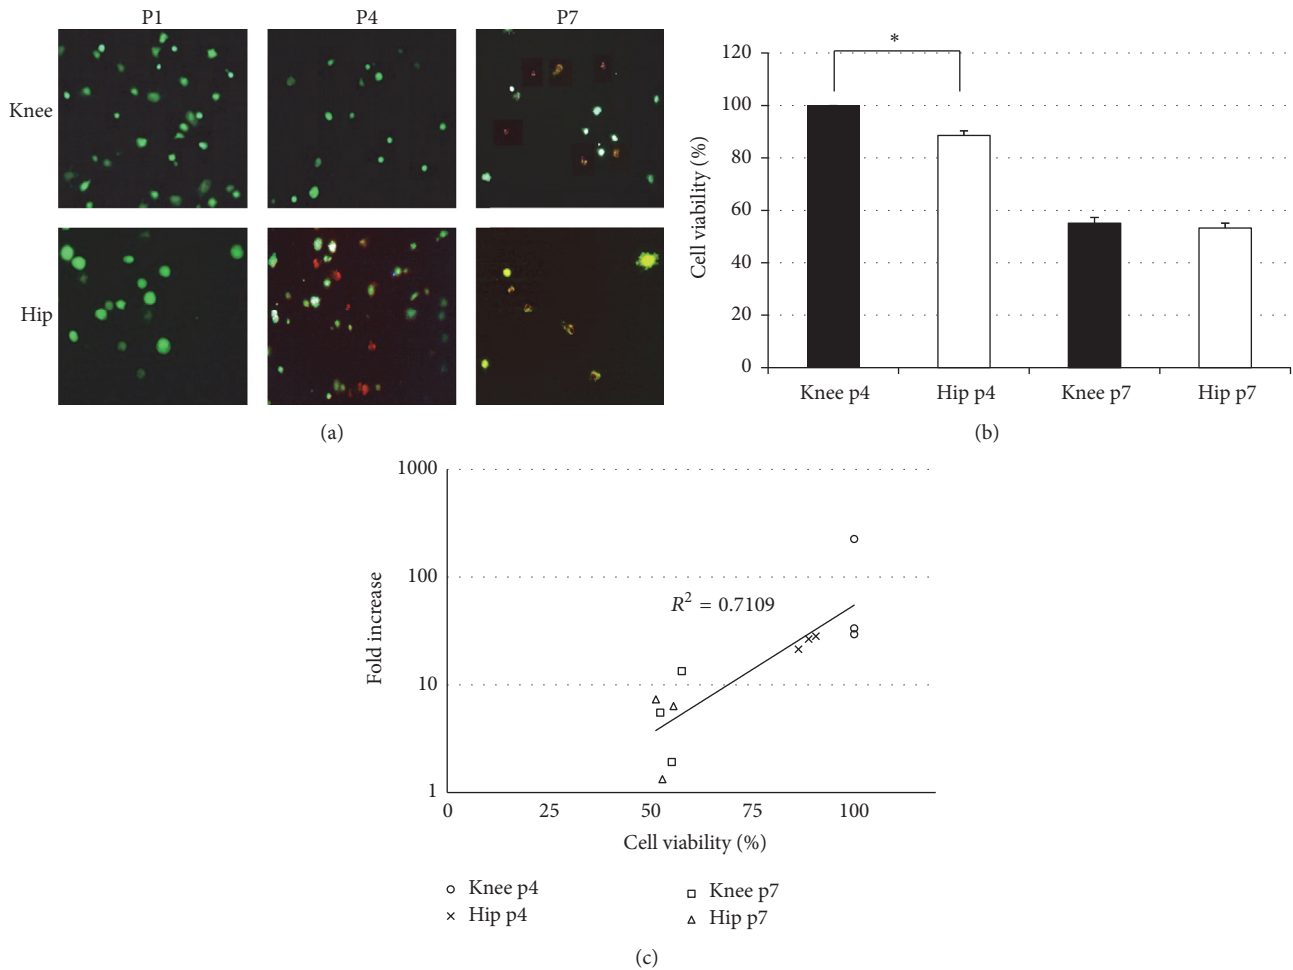 P1 P4 P7
Knee
Hip
(a)
*
120
100
80
60
40
20
0
Cell viability (%)
Knee p4 Hip p4 Knee p7 Hip p7
(b)
1000
100
10
1
Fold increase
R² = 0.7109
0 25 50 75 100
Cell viability (%)
Knee p4 Knee p7
Hip p4 Hip p7
(c)